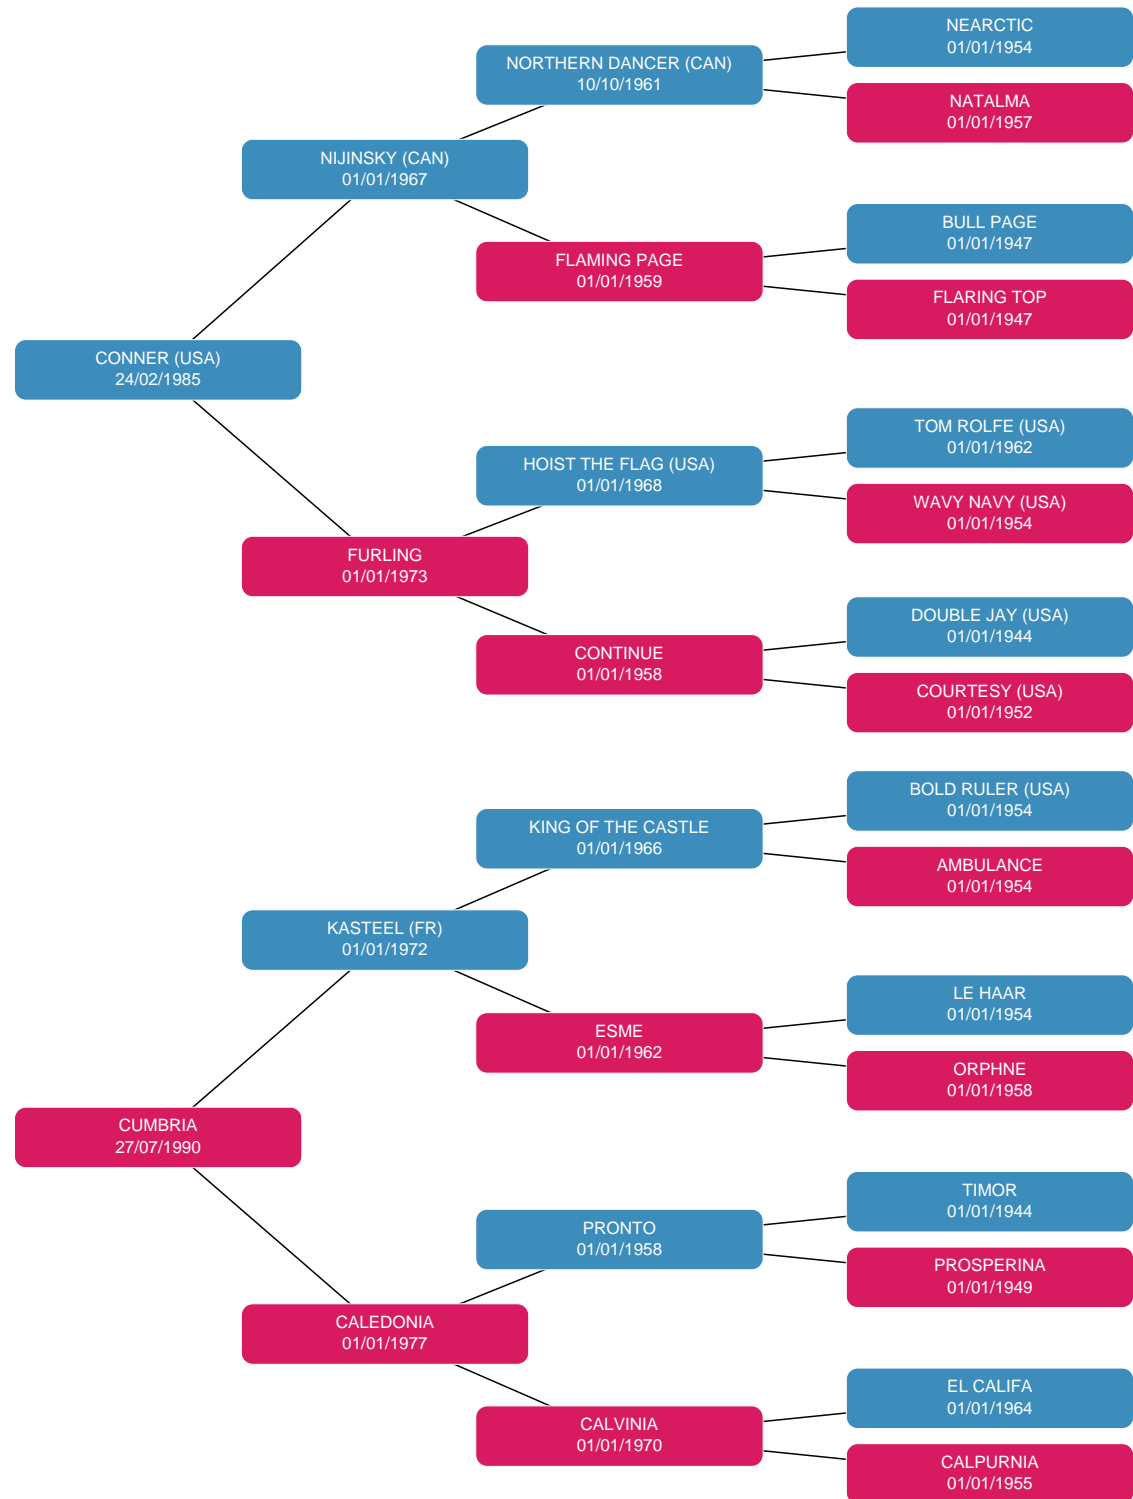 NEARCTIC
01/01/1954
NORTHERN DANCER (CAN)
10/10/1961
NATALMA
01/01/1957
NIJINSKY (CAN)
01/01/1967
BULL PAGE
01/01/1947
FLAMING PAGE
01/01/1959
FLARING TOP
01/01/1947
CONNER (USA)
24/02/1985
TOM ROLFE (USA)
01/01/1962
HOIST THE FLAG (USA)
01/01/1968
WAVY NAVY (USA)
01/01/1954
FURLING
01/01/1973
DOUBLE JAY (USA)
01/01/1944
CONTINUE
01/01/1958
COURTESY (USA)
01/01/1952
BOLD RULER (USA)
01/01/1954
KING OF THE CASTLE
01/01/1966
AMBULANCE
01/01/1954
KASTEEL (FR)
01/01/1972
LE HAAR
01/01/1954
ESME
01/01/1962
ORPHNE
01/01/1958
CUMBRIA
27/07/1990
TIMOR
01/01/1944
PRONTO
01/01/1958
PROSPERINA
01/01/1949
CALEDONIA
01/01/1977
EL CALIFA
01/01/1964
CALVINIA
01/01/1970
CALPURNIA
01/01/1955